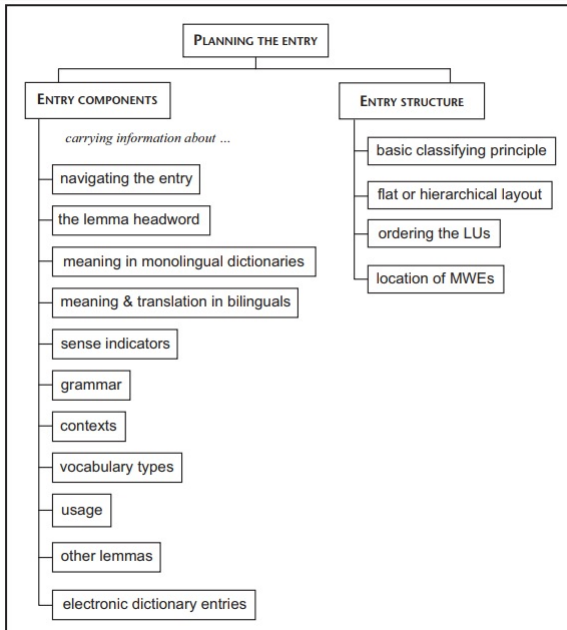 PLANNING THE ENTRY
ENTRY COMPONENTS
carrying information about ...
navigating the entry
the lemma headword
meaning in monolingual dictionaries
meaning & translation in bilinguals
sense indicators
grammar
contexts
vocabulary types
usage
other lemmas
electronic dictionary entries
ENTRY STRUCTURE
basic classifying principle
flat or hierarchical layout
ordering the LUs
location of MWEs